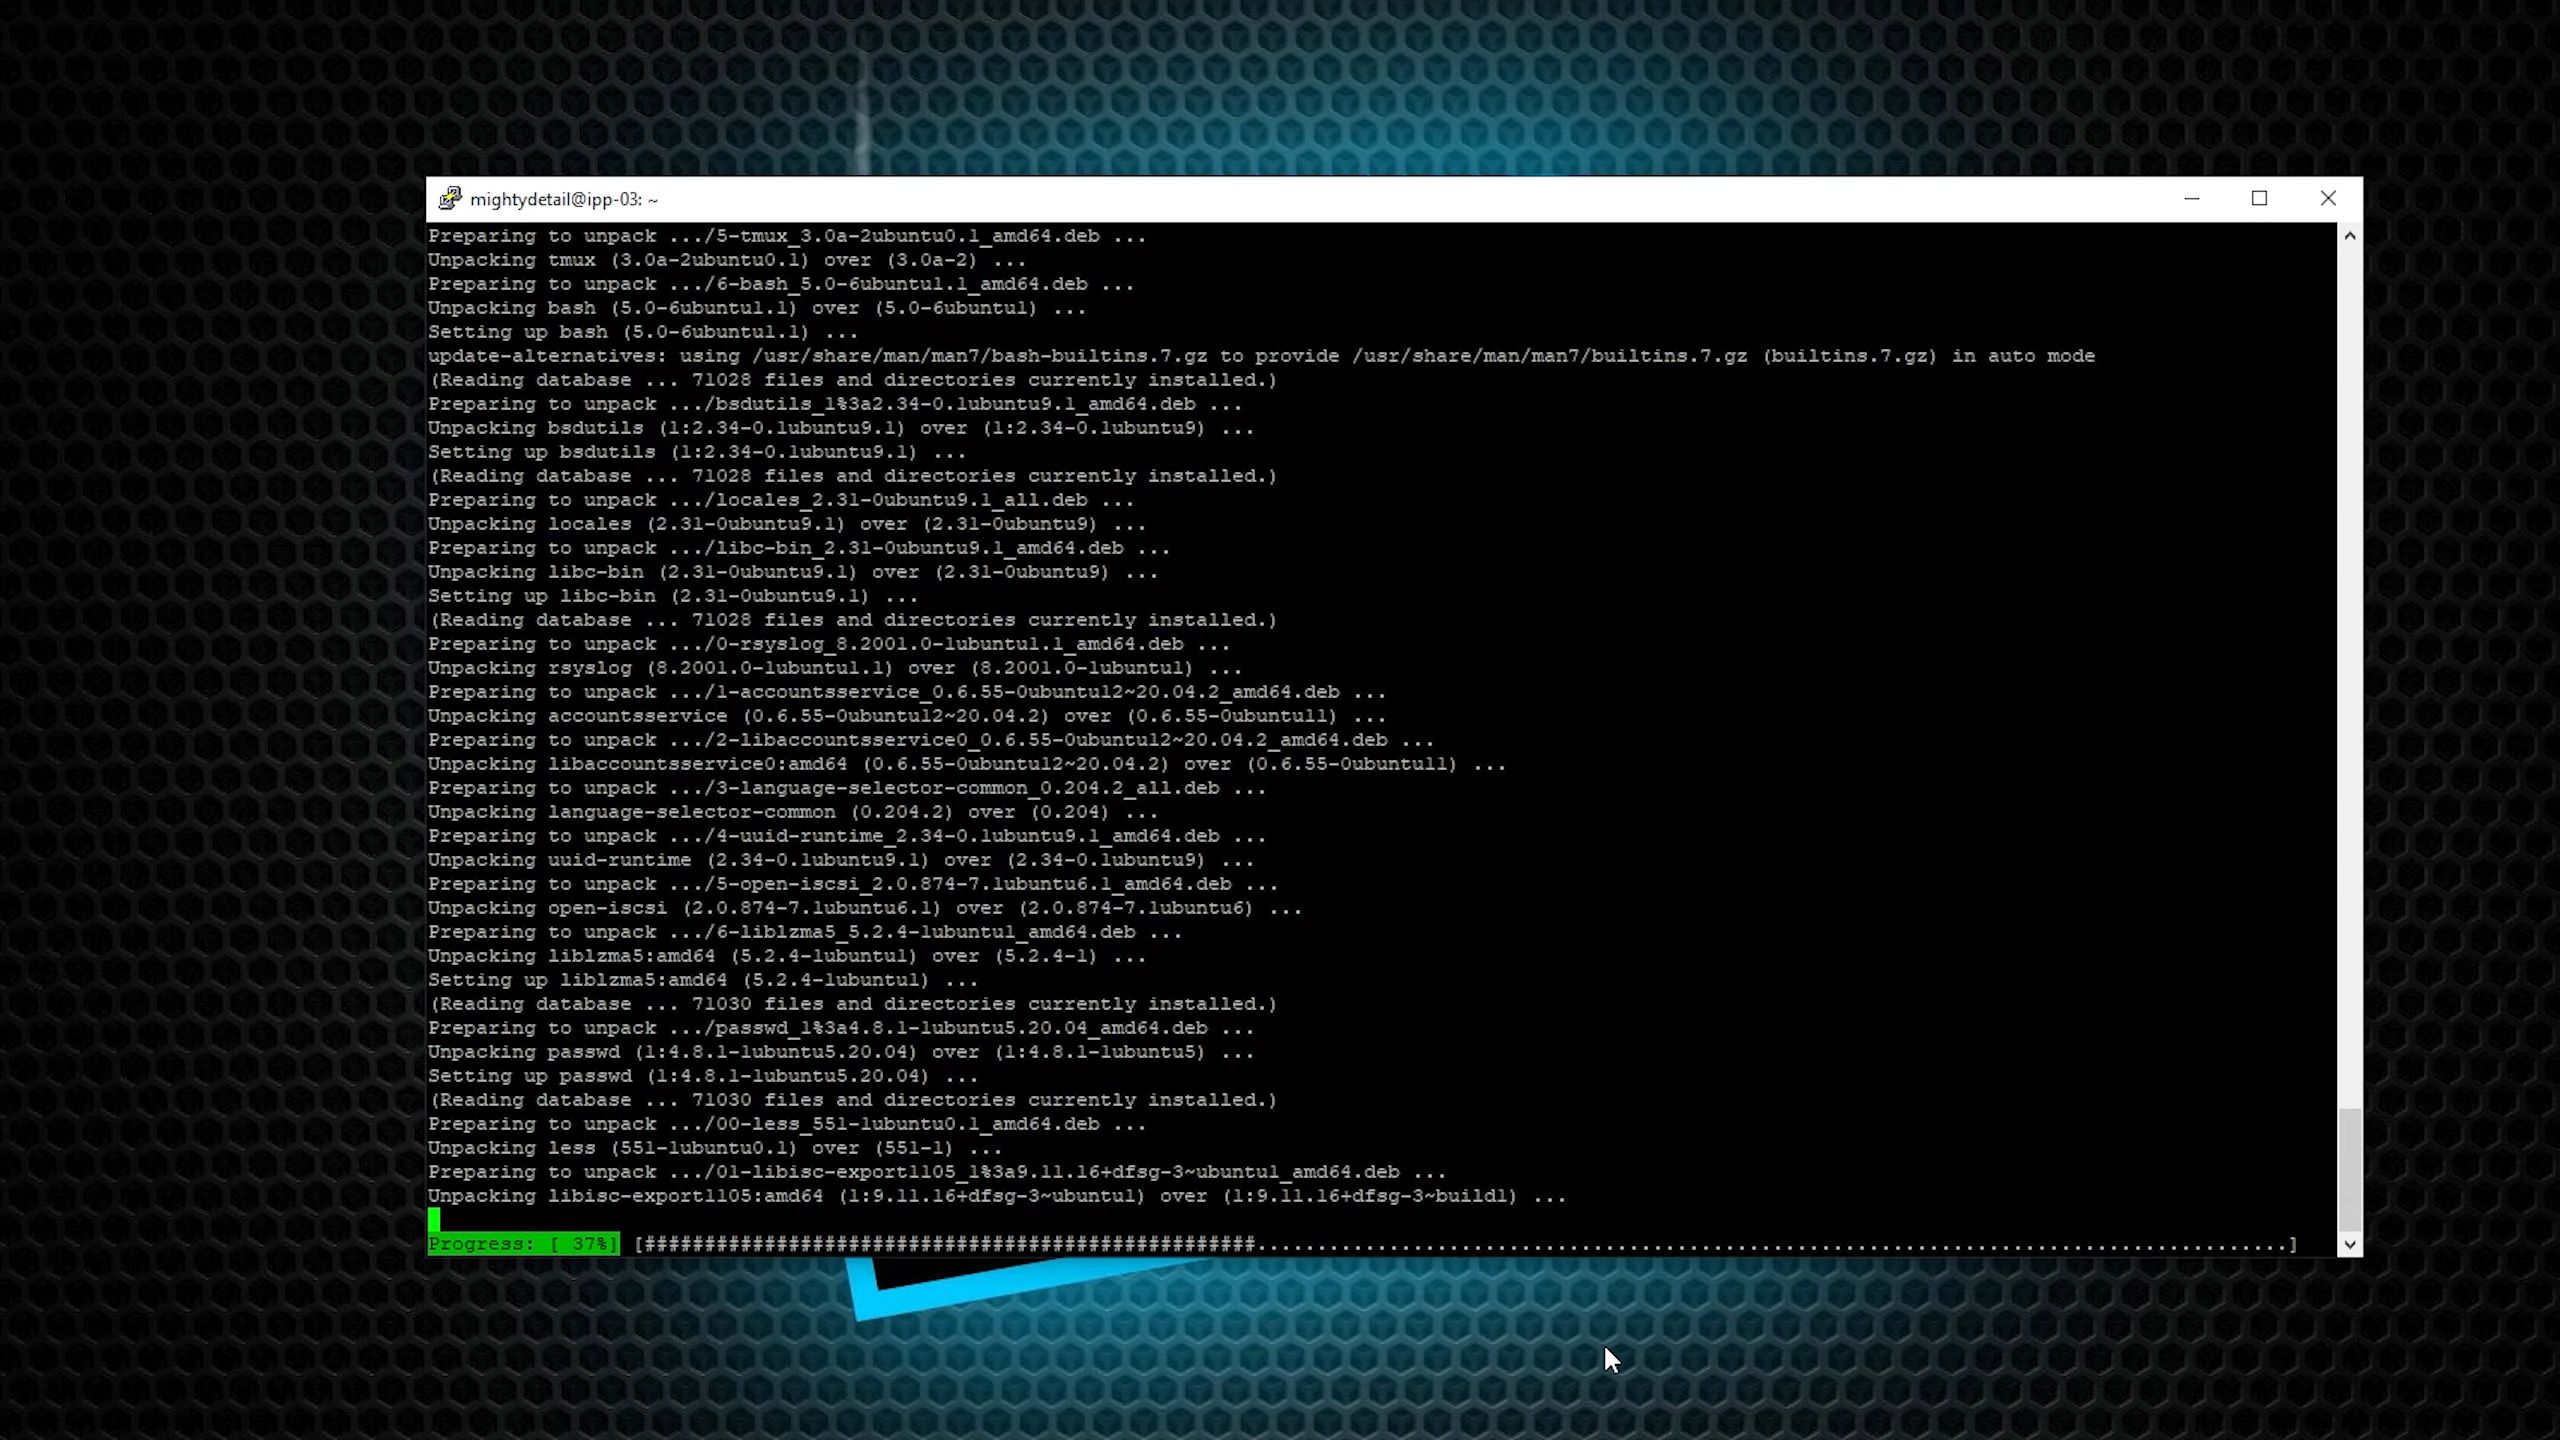 mightydetail@ipp-03: ~
Preparing to unpack .../5-tmux_3.0a-2ubuntu0.1_amd64.deb ...
Unpacking tmux (3.0a-2ubuntu0.1) over (3.0a-2) ...
Preparing to unpack .../6-bash_5.0-6ubuntu1.1_amd64.deb ...
Unpacking bash (5.0-6ubuntu1.1) over (5.0-6ubuntu1) ...
Setting up bash (5.0-6ubuntu1.1) ...
update-alternatives: using /usr/share/man/man7/bash-builtins.7.gz to provide /usr/share/man/man7/builtins.7.gz (builtins.7.gz) in auto mode
(Reading database ... 71028 files and directories currently installed.)
Preparing to unpack .../bsdutils_1%3a2.34-0.1ubuntu9.1_amd64.deb ...
Unpacking bsdutils (1:2.34-0.1ubuntu9.1) over (1:2.34-0.1ubuntu9) ...
Setting up bsdutils (1:2.34-0.1ubuntu9.1) ...
(Reading database ... 71028 files and directories currently installed.)
Preparing to unpack .../locales_2.31-0ubuntu9.1_all.deb ...
Unpacking locales (2.31-0ubuntu9.1) over (2.31-0ubuntu9) ...
Preparing to unpack .../libc-bin_2.31-0ubuntu9.1_amd64.deb ...
Unpacking libc-bin (2.31-0ubuntu9.1) over (2.31-0ubuntu9) ...
Setting up libc-bin (2.31-0ubuntu9.1) ...
(Reading database ... 71028 files and directories currently installed.)
Preparing to unpack .../0-rsyslog_8.2001.0-1ubuntu1.1_amd64.deb ...
Unpacking rsyslog (8.2001.0-1ubuntu1.1) over (8.2001.0-1ubuntu1) ...
Preparing to unpack .../1-accountsservice_0.6.55-0ubuntu12~20.04.2_amd64.deb ...
Unpacking accountsservice (0.6.55-0ubuntu12~20.04.2) over (0.6.55-0ubuntu11) ...
Preparing to unpack .../2-libaccountsservice0_0.6.55-0ubuntu12~20.04.2_amd64.deb ...
Unpacking libaccountsservice0:amd64 (0.6.55-0ubuntu12~20.04.2) over (0.6.55-0ubuntu11) ...
Preparing to unpack .../3-language-selector-common_0.204.2_all.deb ...
Unpacking language-selector-common (0.204.2) over (0.204) ...
Preparing to unpack .../4-uuid-runtime_2.34-0.1ubuntu9.1_amd64.deb ...
Unpacking uuid-runtime (2.34-0.1ubuntu9.1) over (2.34-0.1ubuntu9) ...
Preparing to unpack .../5-open-iscsi_2.0.874-7.1ubuntu6.1_amd64.deb ...
Unpacking open-iscsi (2.0.874-7.1ubuntu6.1) over (2.0.874-7.1ubuntu6) ...
Preparing to unpack .../6-liblzma5_5.2.4-1ubuntu1_amd64.deb ...
Unpacking liblzma5:amd64 (5.2.4-1ubuntu1) over (5.2.4-1) ...
Setting up liblzma5:amd64 (5.2.4-1ubuntu1) ...
(Reading database ... 71030 files and directories currently installed.)
Preparing to unpack .../passwd_1%3a4.8.1-1ubuntu5.20.04_amd64.deb ...
Unpacking passwd (1:4.8.1-1ubuntu5.20.04) over (1:4.8.1-1ubuntu5) ...
Setting up passwd (1:4.8.1-1ubuntu5.20.04) ...
(Reading database ... 71030 files and directories currently installed.)
Preparing to unpack .../00-less_551-1ubuntu0.1_amd64.deb ...
Unpacking less (551-1ubuntu0.1) over (551-1) ...
Preparing to unpack .../01-libisc-export1105_1%3a9.11.16+dfsg-3~ubuntu1_amd64.deb ...
Unpacking libisc-export1105:amd64 (1:9.11.16+dfsg-3~ubuntu1) over (1:9.11.16+dfsg-3~build1) ...
Progress: [ 37%] [###################################################......................................................................................]